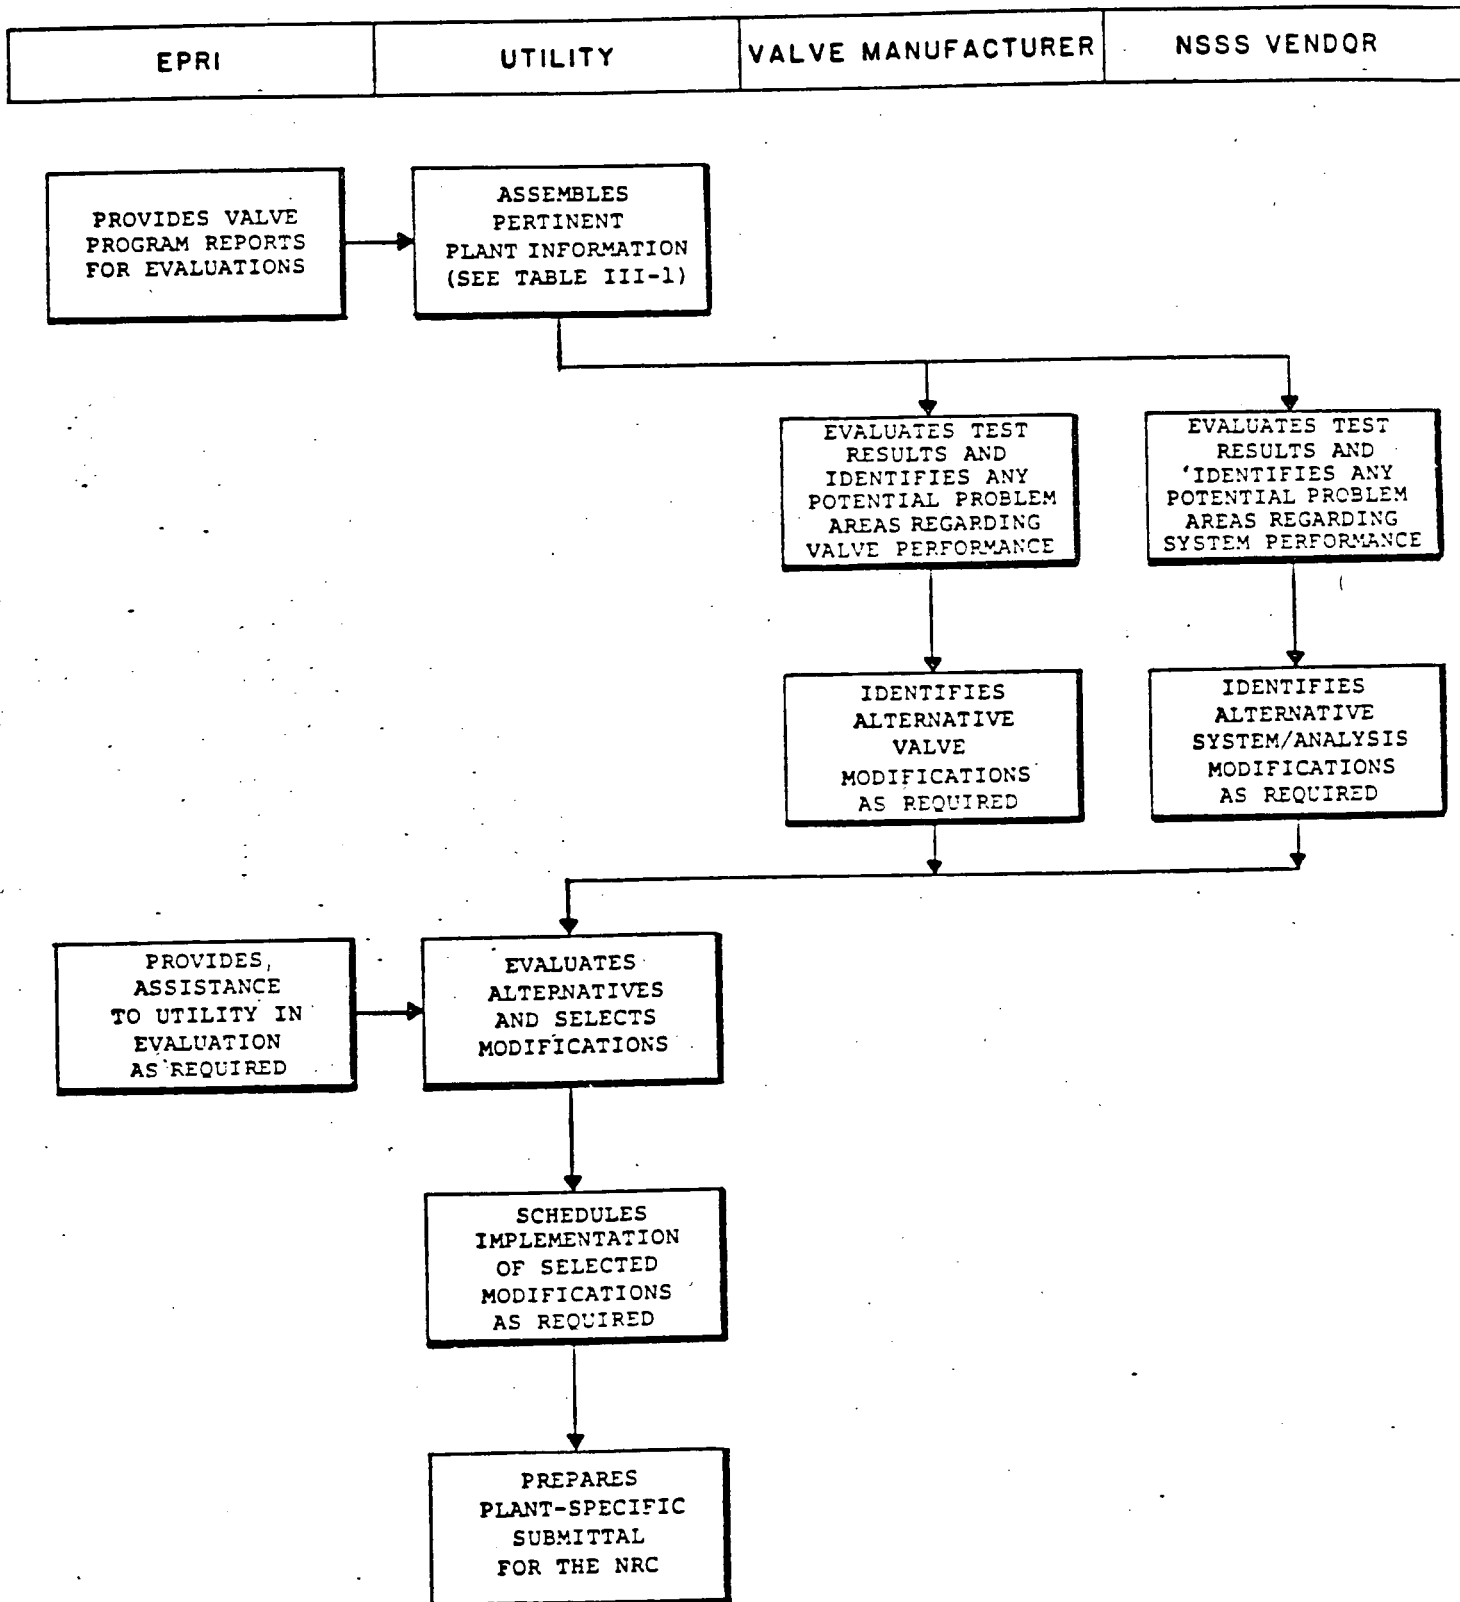 EPRI
UTILITY
VALVE MANUFACTURER
NSSS VENDOR
PROVIDES VALVE
PROGRAM REPORTS
FOR EVALUATIONS
ASSEMBLES
PERTINENT
PLANT INFORMATION
(SEE TABLE III-1)
EVALUATES TEST
RESULTS AND
IDENTIFIES ANY
POTENTIAL PROBLEM
AREAS REGARDING
VALVE PERFORMANCE
EVALUATES TEST
RESULTS AND
IDENTIFIES ANY
POTENTIAL PROBLEM
AREAS REGARDING
SYSTEM PERFORMANCE
IDENTIFIES
ALTERNATIVE
VALVE
MODIFICATIONS
AS REQUIRED
IDENTIFIES
ALTERNATIVE
SYSTEM/ANALYSIS
MODIFICATIONS
AS REQUIRED
PROVIDES
ASSISTANCE
TO UTILITY IN
EVALUATION
AS REQUIRED
EVALUATES
ALTERNATIVES
AND SELECTS
MODIFICATIONS
SCHEDULES
IMPLEMENTATION
OF SELECTED
MODIFICATIONS
AS REQUIRED
PREPARES
PLANT-SPECIFIC
SUBMITTAL
FOR THE NRC